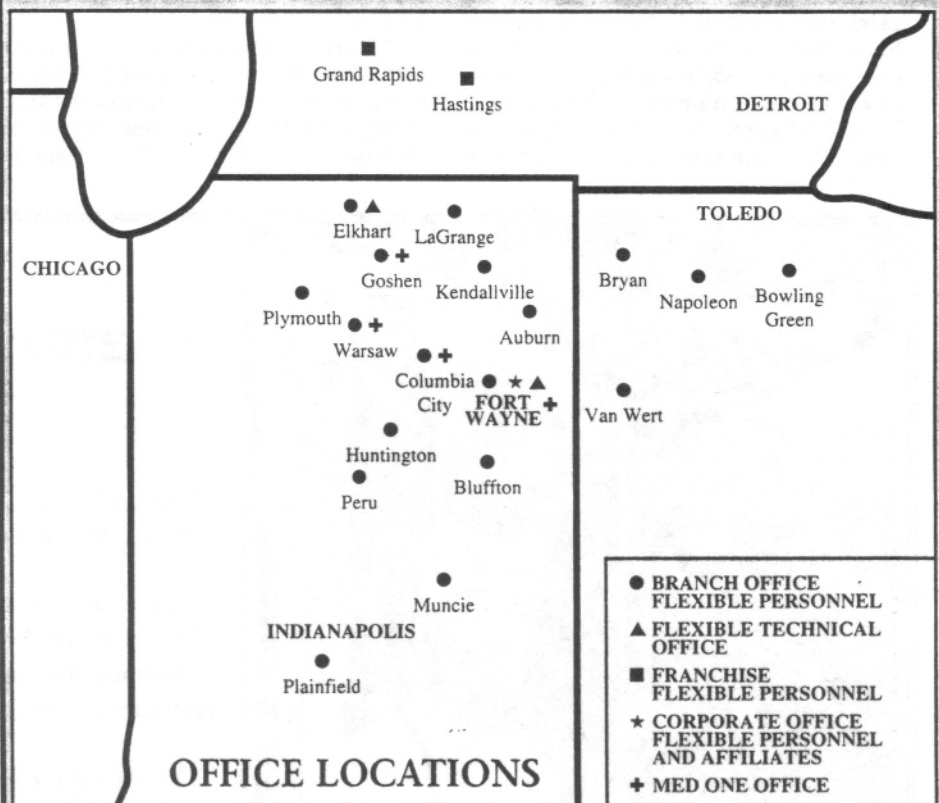 Grand Rapids
Hastings
DETROIT
TOLEDO
CHICAGO
Elkhart
LaGrange
Goshen
Kendallville
Plymouth
Auburn
Warsaw
Columbia
City
FORT
WAYNE
Bryan
Napoleon
Bowling
Green
Van Wert
Huntington
Bluffton
Peru
Muncie
INDIANAPOLIS
Plainfield
OFFICE LOCATIONS
BRANCH OFFICE
FLEXIBLE PERSONNEL
FLEXIBLE TECHNICAL
OFFICE
FRANCHISE
FLEXIBLE PERSONNEL
CORPORATE OFFICE
FLEXIBLE PERSONNEL
AND AFFILIATES
MED ONE OFFICE